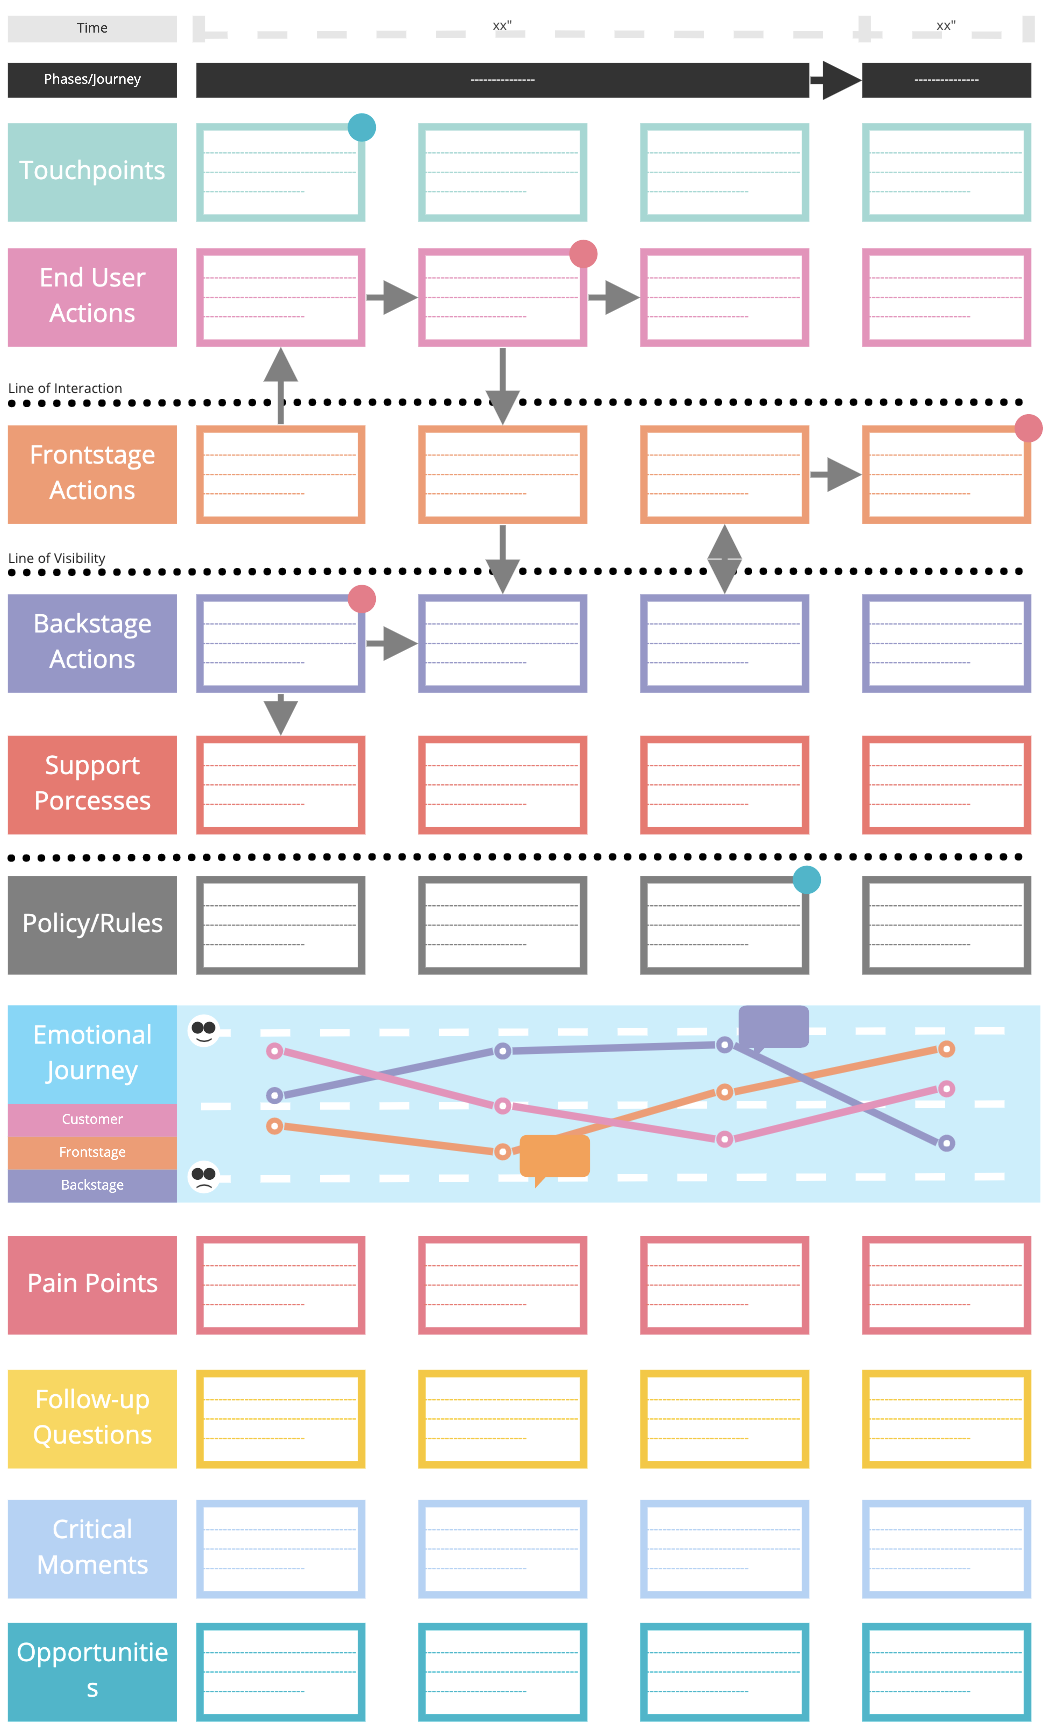 Time
xx"
xx"
Phases/Journey
---------------
---------------
Touchpoints
End User
Actions
Line of Interaction
Frontstage
Actions
Line of Visibility
Backstage
Actions
Support
Porcesses
Policy/Rules
Emotional
Journey
Customer
Frontstage
Backstage
Pain Points
Follow-up
Questions
Critical
Moments
Opportunitie
s